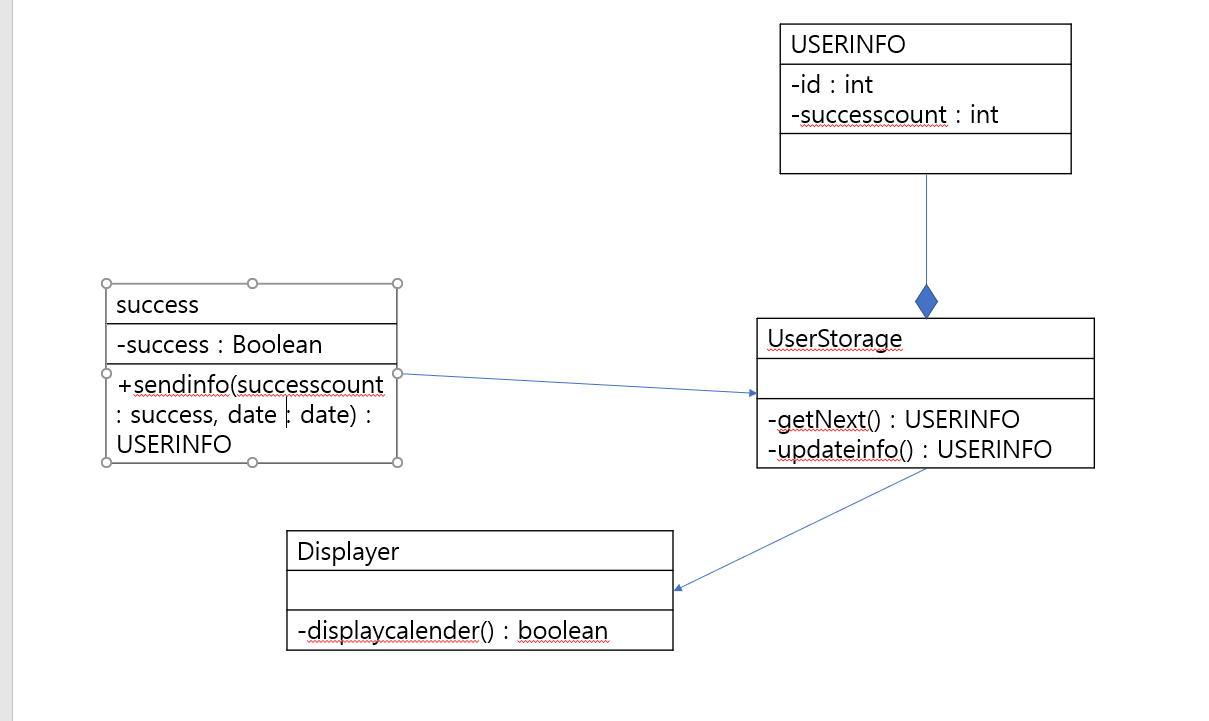 USERINFO
-id : int
-successcount : int
success
-success : Boolean
+sendinfo(successcount
: success, date : date) :
USERINFO
UserStorage
-getNext() : USERINFO
-updateinfo() : USERINFO
Displayer
-displaycalender() : boolean